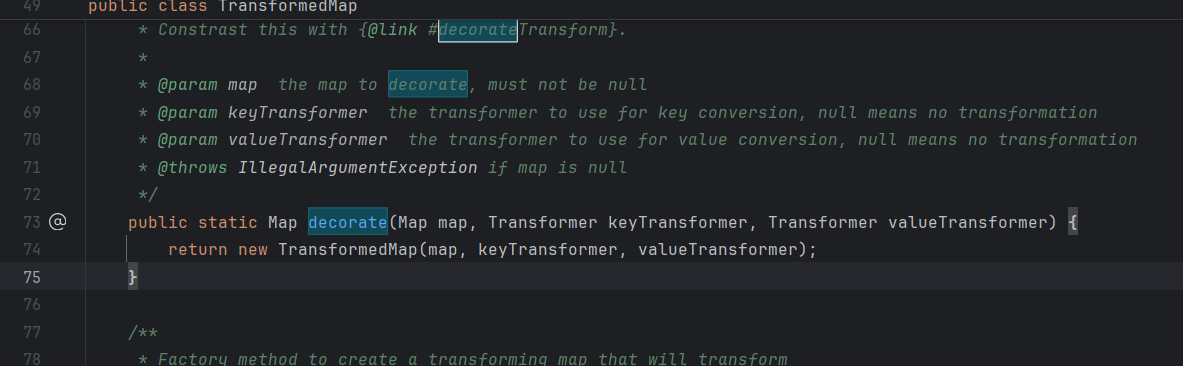 49 public class TransformedMap
66 * Constrast this with {@link #decorateTransform}.
67 *
68 * @param map  the map to decorate, must not be null
69 * @param keyTransformer  the transformer to use for key conversion, null means no transformation
70 * @param valueTransformer  the transformer to use for value conversion, null means no transformation
71 * @throws IllegalArgumentException if map is null
72 */
73 @ public static Map decorate(Map map, Transformer keyTransformer, Transformer valueTransformer) {
74 return new TransformedMap(map, keyTransformer, valueTransformer);
75 }
76
77 /**
78 * Factory method to create a transforming map that will transform